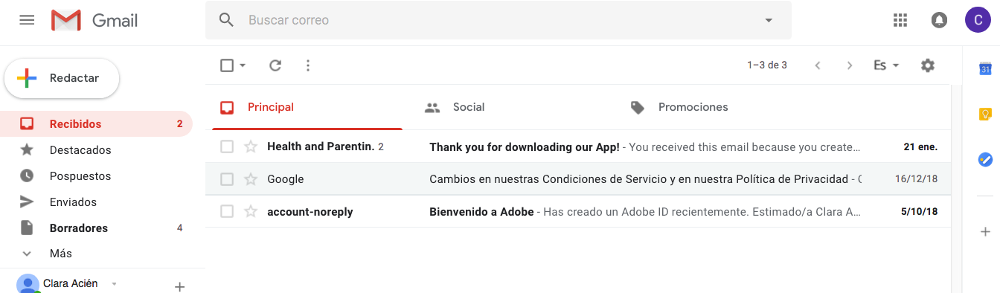 Gmail
Buscar correo
C
Redactar
1–3 de 3
Es
31
Principal
Social
Promociones
Recibidos 2
Destacados
Pospuestos
Enviados
Borradores 4
Más
Clara Acién
Health and Parentin. 2 Thank you for downloading our App! - You received this email because you create… 21 ene.
Google Cambios en nuestras Condiciones de Servicio y en nuestra Política de Privacidad - 16/12/18
account-noreply Bienvenido a Adobe - Has creado un Adobe ID recientemente. Estimado/a Clara A… 5/10/18